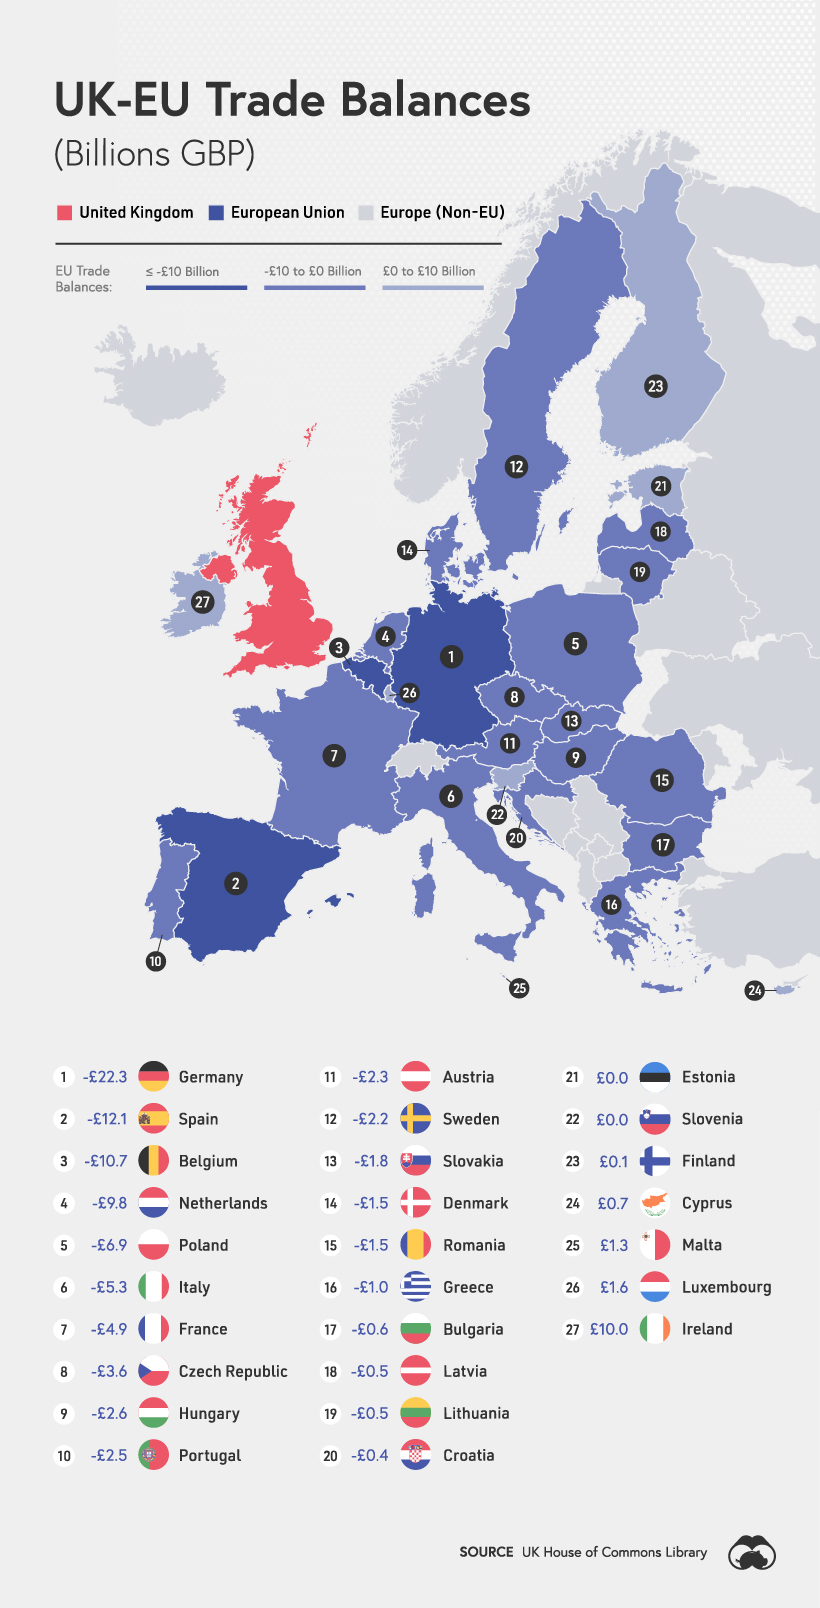 UK-EU Trade Balances
(Billions GBP)
United Kingdom European Union Europe (Non-EU)
EU Trade
Balances:
≤ -£10 Billion -£10 to £0 Billion £0 to £10 Billion
23
12
21
18
14
19
27
3
4
1
5
26
8
13
11
9
7
6
15
22
20
17
2
16
10
25
24
1 -£22.3 Germany
2 -£12.1 Spain
3 -£10.7 Belgium
4 -£9.8 Netherlands
5 -£6.9 Poland
6 -£5.3 Italy
7 -£4.9 France
8 -£3.6 Czech Republic
9 -£2.6 Hungary
10 -£2.5 Portugal
11 -£2.3 Austria
12 -£2.2 Sweden
13 -£1.8 Slovakia
14 -£1.5 Denmark
15 -£1.5 Romania
16 -£1.0 Greece
17 -£0.6 Bulgaria
18 -£0.5 Latvia
19 -£0.5 Lithuania
20 -£0.4 Croatia
21 £0.0 Estonia
22 £0.0 Slovenia
23 £0.1 Finland
24 £0.7 Cyprus
25 £1.3 Malta
26 £1.6 Luxembourg
27 £10.0 Ireland
SOURCE UK House of Commons Library